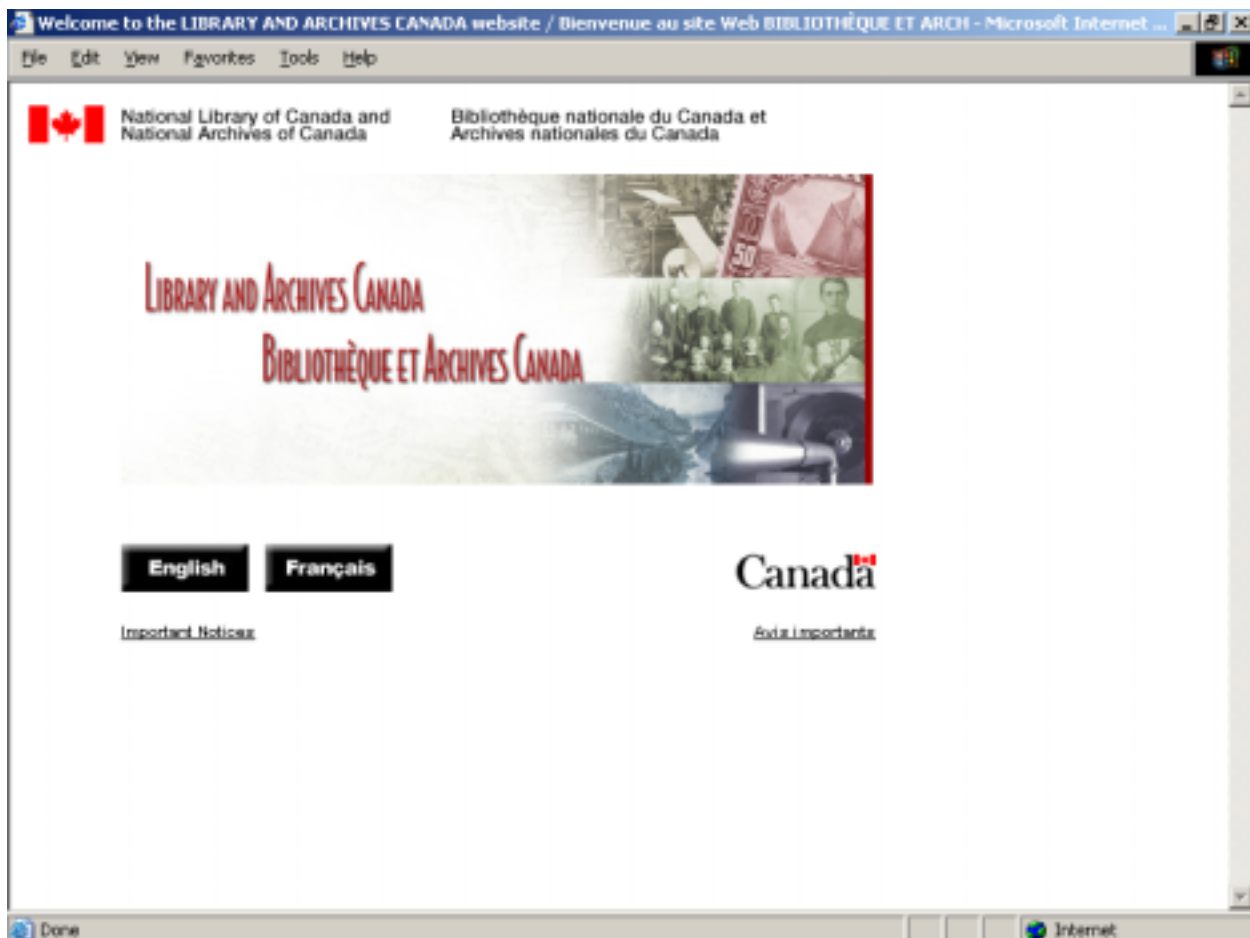 Welcome to the LIBRARY AND ARCHIVES CANADA website / Bienvenue au site Web BIBLIOTHÈQUE ET ARCH - Microsoft Internet ...
File Edit View Favorites Tools Help
National Library of Canada and
National Archives of Canada
Bibliothèque nationale du Canada et
Archives nationales du Canada
50
LIBRARY AND ARCHIVES CANADA
BIBLIOTHÈQUE ET ARCHIVES CANADA
English Français
Canada
Important Notices Avis importants
Done Internet